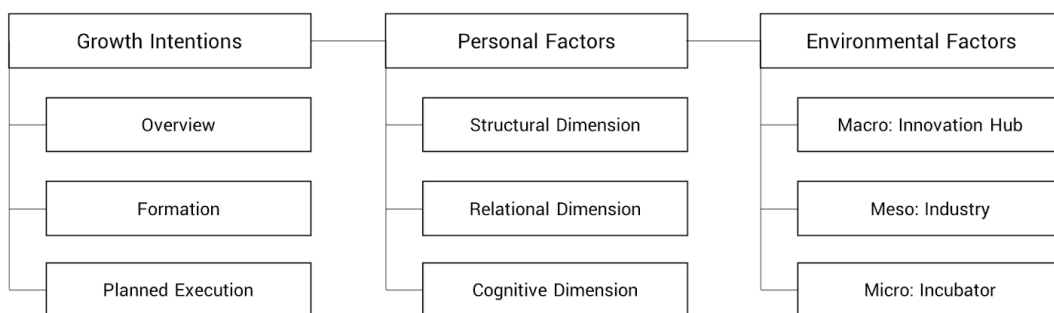 Growth Intentions
Personal Factors
Environmental Factors
Overview
Structural Dimension
Macro: Innovation Hub
Formation
Relational Dimension
Meso: Industry
Planned Execution
Cognitive Dimension
Micro: Incubator